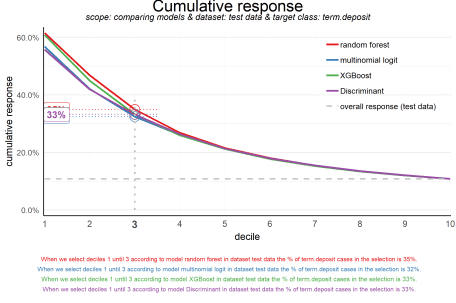 Cumulative response
scope: comparing models & dataset: test data & target class: term.deposit
60.0%
40.0%
20.0%
0.0%
cumulative response
33%
random forest
multinomial logit
XGBoost
Discriminant
overall response (test data)
1 2 3 4 5 6 7 8 9 10
decile
When we select deciles 1 until 3 according to model random forest in dataset test data the % of term.deposit cases in the selection is 35%.
When we select deciles 1 until 3 according to model multinomial logit in dataset test data the % of term.deposit cases in the selection is 32%.
When we select deciles 1 until 3 according to model XGBoost in dataset test data the % of term.deposit cases in the selection is 33%.
When we select deciles 1 until 3 according to model Discriminant in dataset test data the % of term.deposit cases in the selection is 33%.